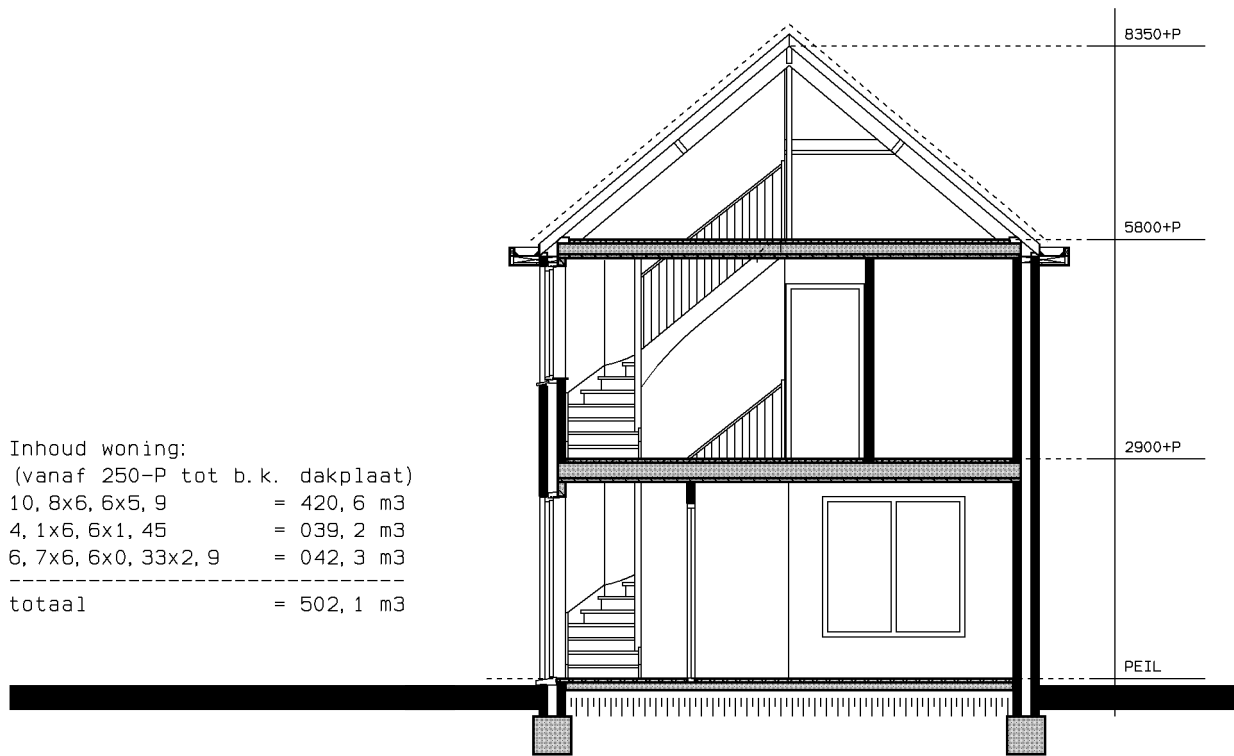 8350+P
5800+P
2900+P
Inhoud woning:
(vanaf 250-P tot b.k. dakplaat)
10,8x6,6x5,9 = 420,6 m3
4,1x6,6x1,45 = 039,2 m3
6,7x6,6x0,33x2,9 = 042,3 m3
totaal = 502,1 m3
PEIL